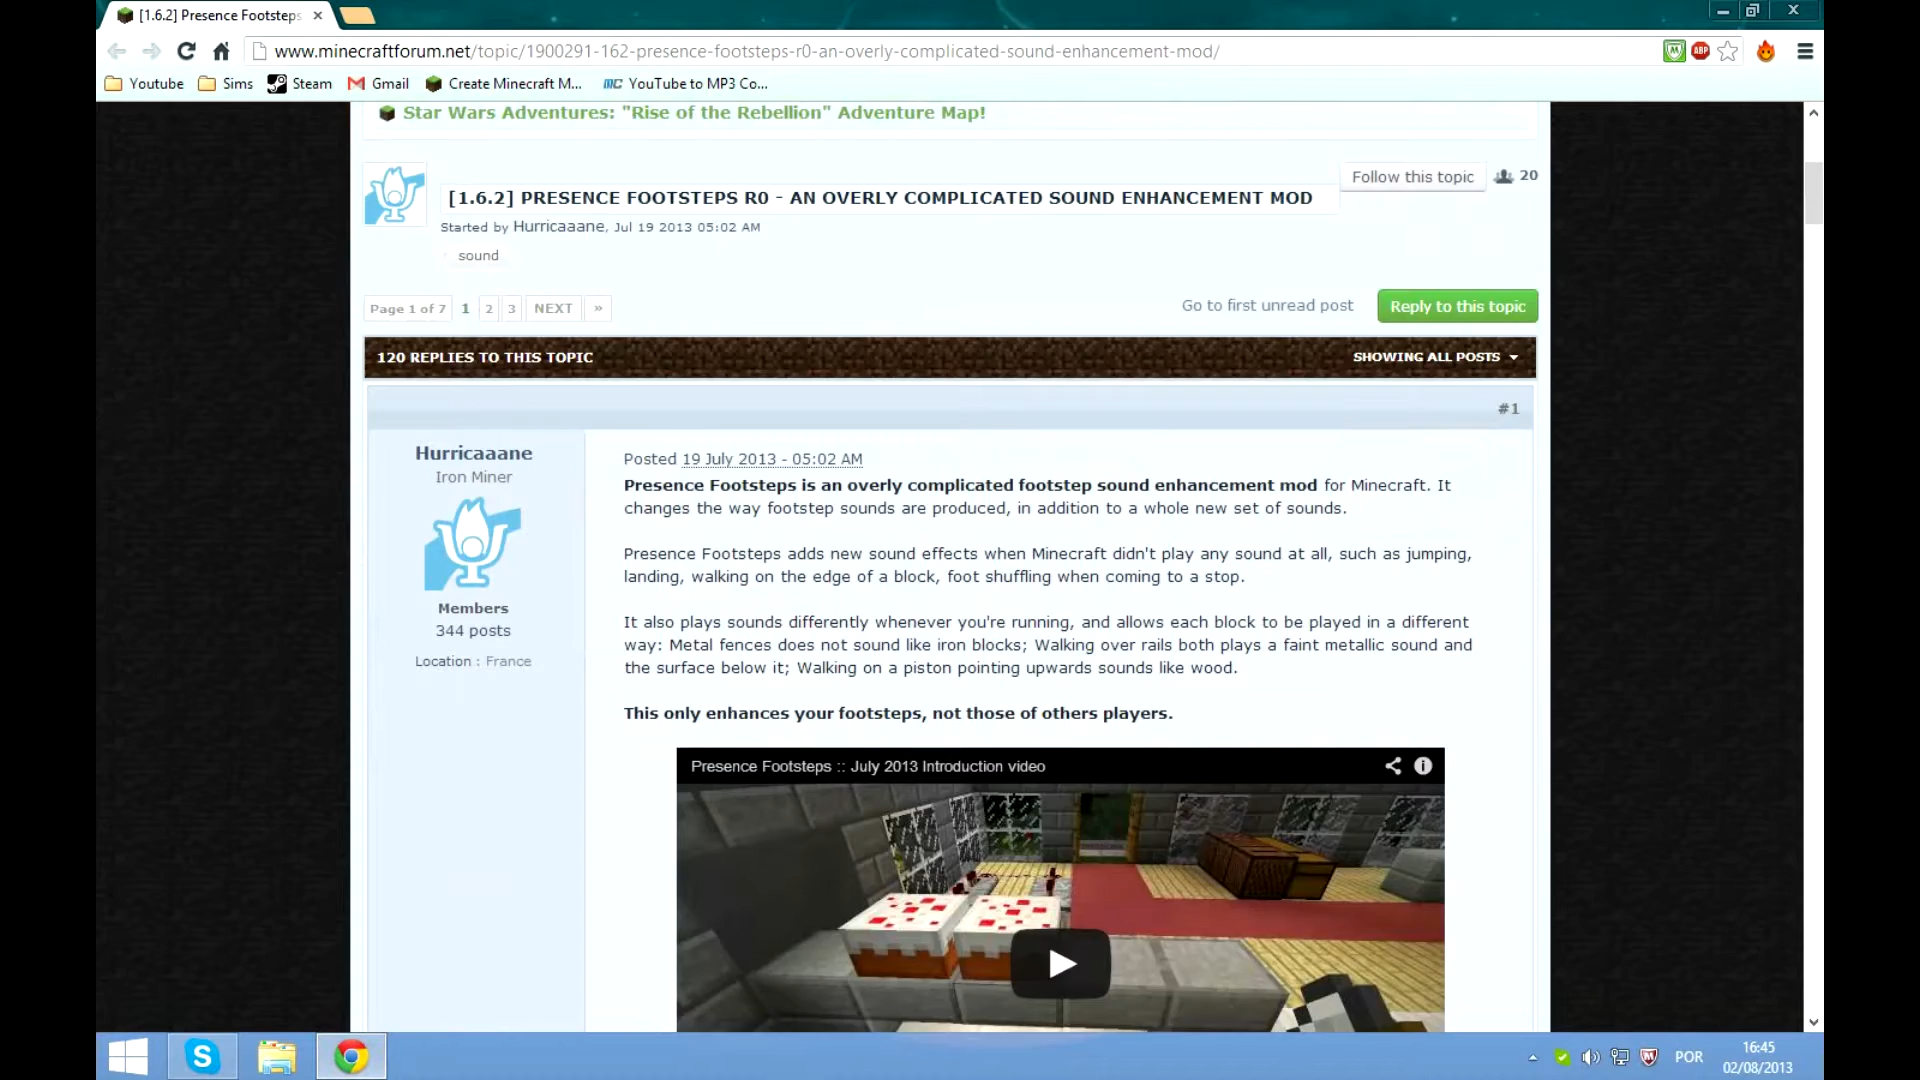 [1.6.2] Presence Footsteps
www.minecraftforum.net/topic/1900291-162-presence-footsteps-r0-an-overly-complicated-sound-enhancement-mod/
Youtube Sims Steam Gmail Create Minecraft M... YouTube to MP3 Co...
Star Wars Adventures: "Rise of the Rebellion" Adventure Map!
Follow this topic 20
[1.6.2] PRESENCE FOOTSTEPS R0 - AN OVERLY COMPLICATED SOUND ENHANCEMENT MOD
Started by Hurricaaane, Jul 19 2013 05:02 AM
sound
Page 1 of 7 1 2 3 NEXT »
Go to first unread post Reply to this topic
120 REPLIES TO THIS TOPIC SHOWING ALL POSTS
#1
Hurricaaane
Iron Miner
Members
344 posts
Location : France
Posted 19 July 2013 - 05:02 AM
Presence Footsteps is an overly complicated footstep sound enhancement mod for Minecraft. It
changes the way footstep sounds are produced, in addition to a whole new set of sounds.
Presence Footsteps adds new sound effects when Minecraft didn't play any sound at all, such as jumping,
landing, walking on the edge of a block, foot shuffling when coming to a stop.
It also plays sounds differently whenever you're running, and allows each block to be played in a different
way: Metal fences does not sound like iron blocks; Walking over rails both plays a faint metallic sound and
the surface below it; Walking on a piston pointing upwards sounds like wood.
This only enhances your footsteps, not those of others players.
Presence Footsteps :: July 2013 Introduction video
POR
16:45
02/08/2013